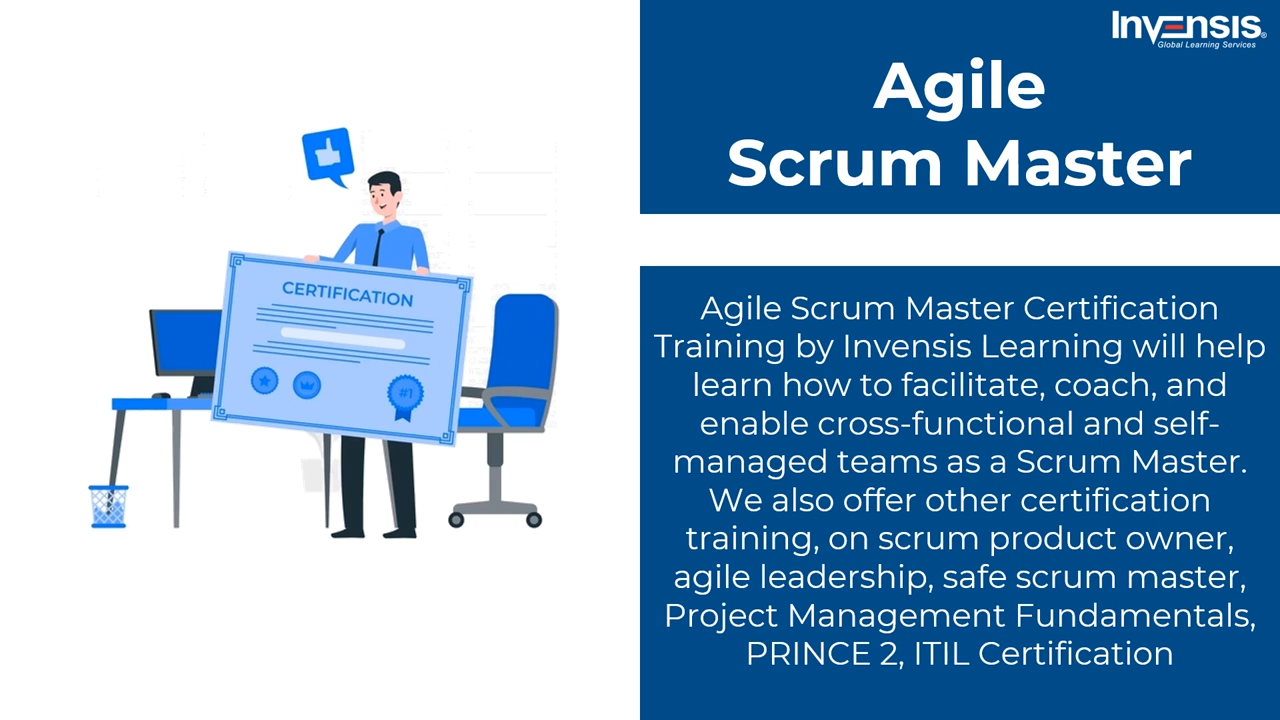 Invensis®
Global Learning Services
Agile
Scrum Master
CERTIFICATION
#1
Agile Scrum Master Certification
Training by Invensis Learning will help
learn how to facilitate, coach, and
enable cross-functional and self-
managed teams as a Scrum Master.
We also offer other certification
training, on scrum product owner,
agile leadership, safe scrum master,
Project Management Fundamentals,
PRINCE 2, ITIL Certification